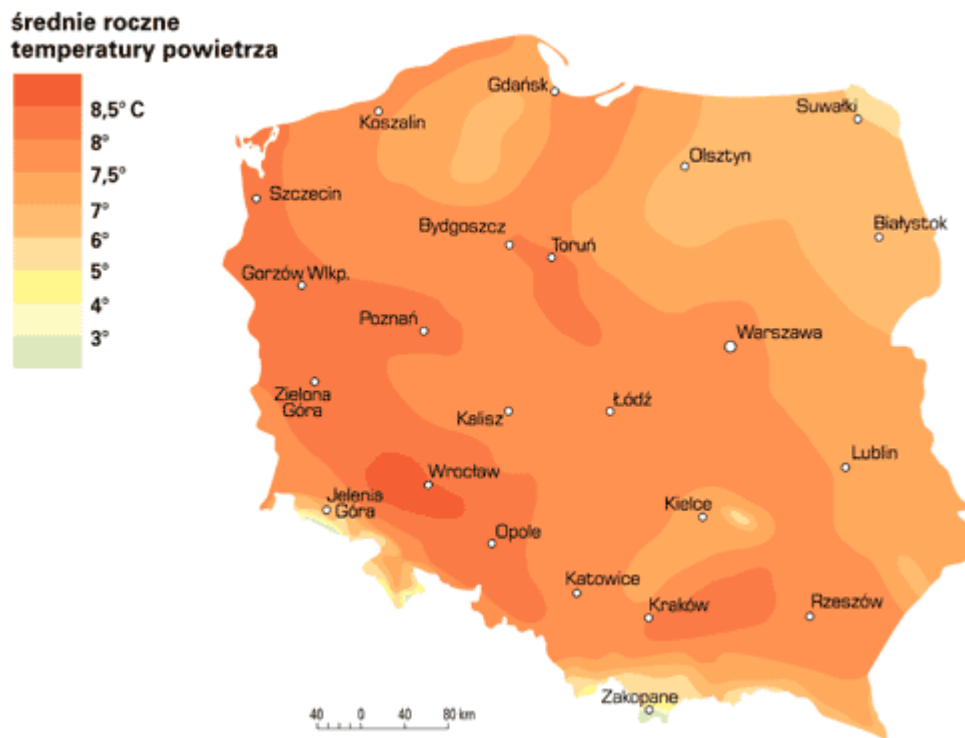 średnie roczne
temperatury powietrza
8,5° C
8°
7,5°
7°
6°
5°
4°
3°
Gdańsk
Koszalin
Suwałki
Olsztyn
Szczecin
Bydgoszcz
Toruń
Białystok
Gorzów Wlkp.
Poznań
Warszawa
Zielona
Góra
Kalisz
Łódź
Lublin
Wrocław
Jelenia
Góra
Kielce
Opole
Katowice
Kraków
Rzeszów
Zakopane
40 0 40 80 km